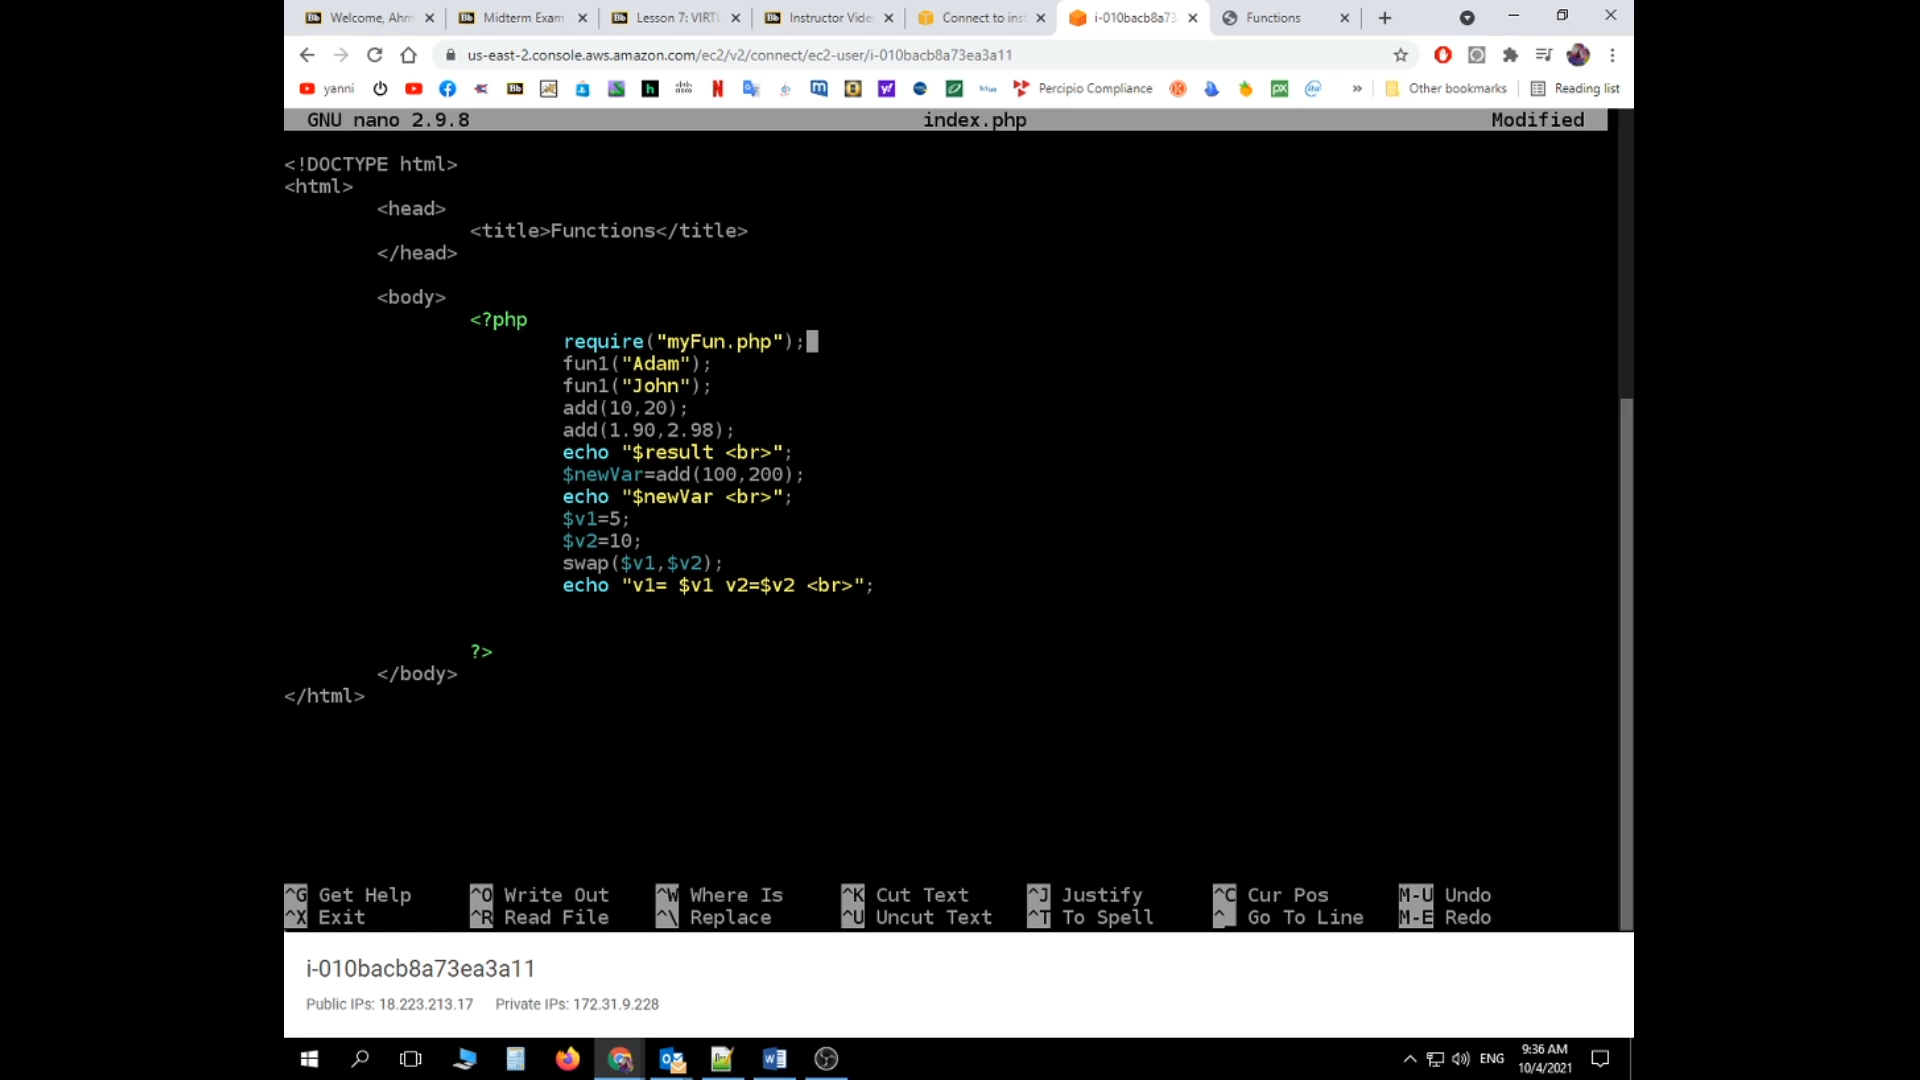 Welcome, Ahm
Midterm Exam
Lesson 7: VIRTU
Instructor Vide
Connect to ins
i-010bacb8a73
Functions
us-east-2.console.aws.amazon.com/ec2/v2/connect/ec2-user/i-010bacb8a73ea3a11
yanni
Percipio Compliance
»
Other bookmarks
Reading list
GNU nano 2.9.8 index.php Modified
<!DOCTYPE html>
<html>
<head>
<title>Functions</title>
</head>
<body>
<?php
require("myFun.php");
fun1("Adam");
fun1("John");
add(10,20);
add(1.90,2.98);
echo "$result <br>";
$newVar=add(100,200);
echo "$newVar <br>";
$v1=5;
$v2=10;
swap($v1,$v2);
echo "v1= $v1 v2=$v2 <br>";
?>
</body>
</html>
^G Get Help ^O Write Out ^W Where Is ^K Cut Text ^J Justify ^C Cur Pos M-U Undo
^X Exit ^R Read File ^\ Replace ^U Uncut Text ^T To Spell ^_ Go To Line M-E Redo
i-010bacb8a73ea3a11
Public IPs: 18.223.213.17 Private IPs: 172.31.9.228
ENG
9:36 AM
10/4/2021